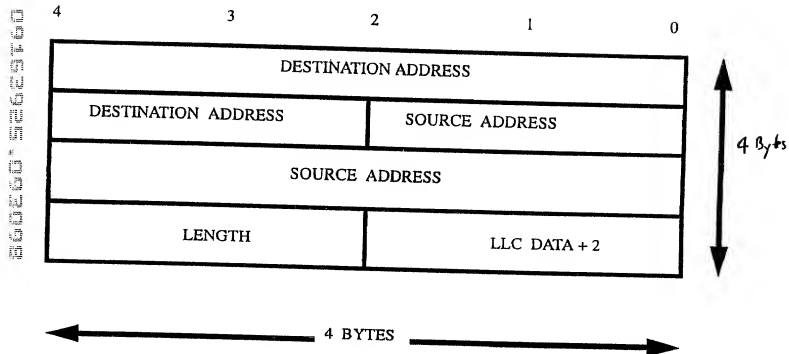 4 3 2 1 0
DESTINATION ADDRESS
DESTINATION ADDRESS SOURCE ADDRESS
4 Bytes
SOURCE ADDRESS
LENGTH LLC DATA + 2
4 BYTES